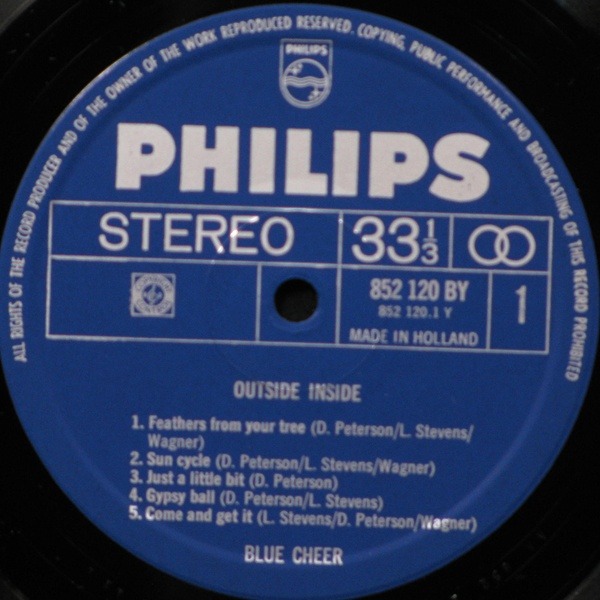 ALL RIGHTS OF THE RECORD PRODUCER AND OF THE OWNER OF THE WORK REPRODUCED RESERVED. COPYING, PUBLIC PERFORMANCE AND BROADCASTING OF THIS RECORD PROHIBITED
PHILIPS
PHILIPS
STEREO 33 1/3
852 120 BY 1
852 120.1 Y
MADE IN HOLLAND
OUTSIDE INSIDE
1. Feathers from your tree (D. Peterson/L. Stevens/
Wagner)
2. Sun cycle (D. Peterson/L. Stevens/Wagner)
3. Just a little bit (D. Peterson)
4. Gypsy ball (D. Peterson/L. Stevens)
5. Come and get it (L. Stevens/D. Peterson/Wagner)
BLUE CHEER